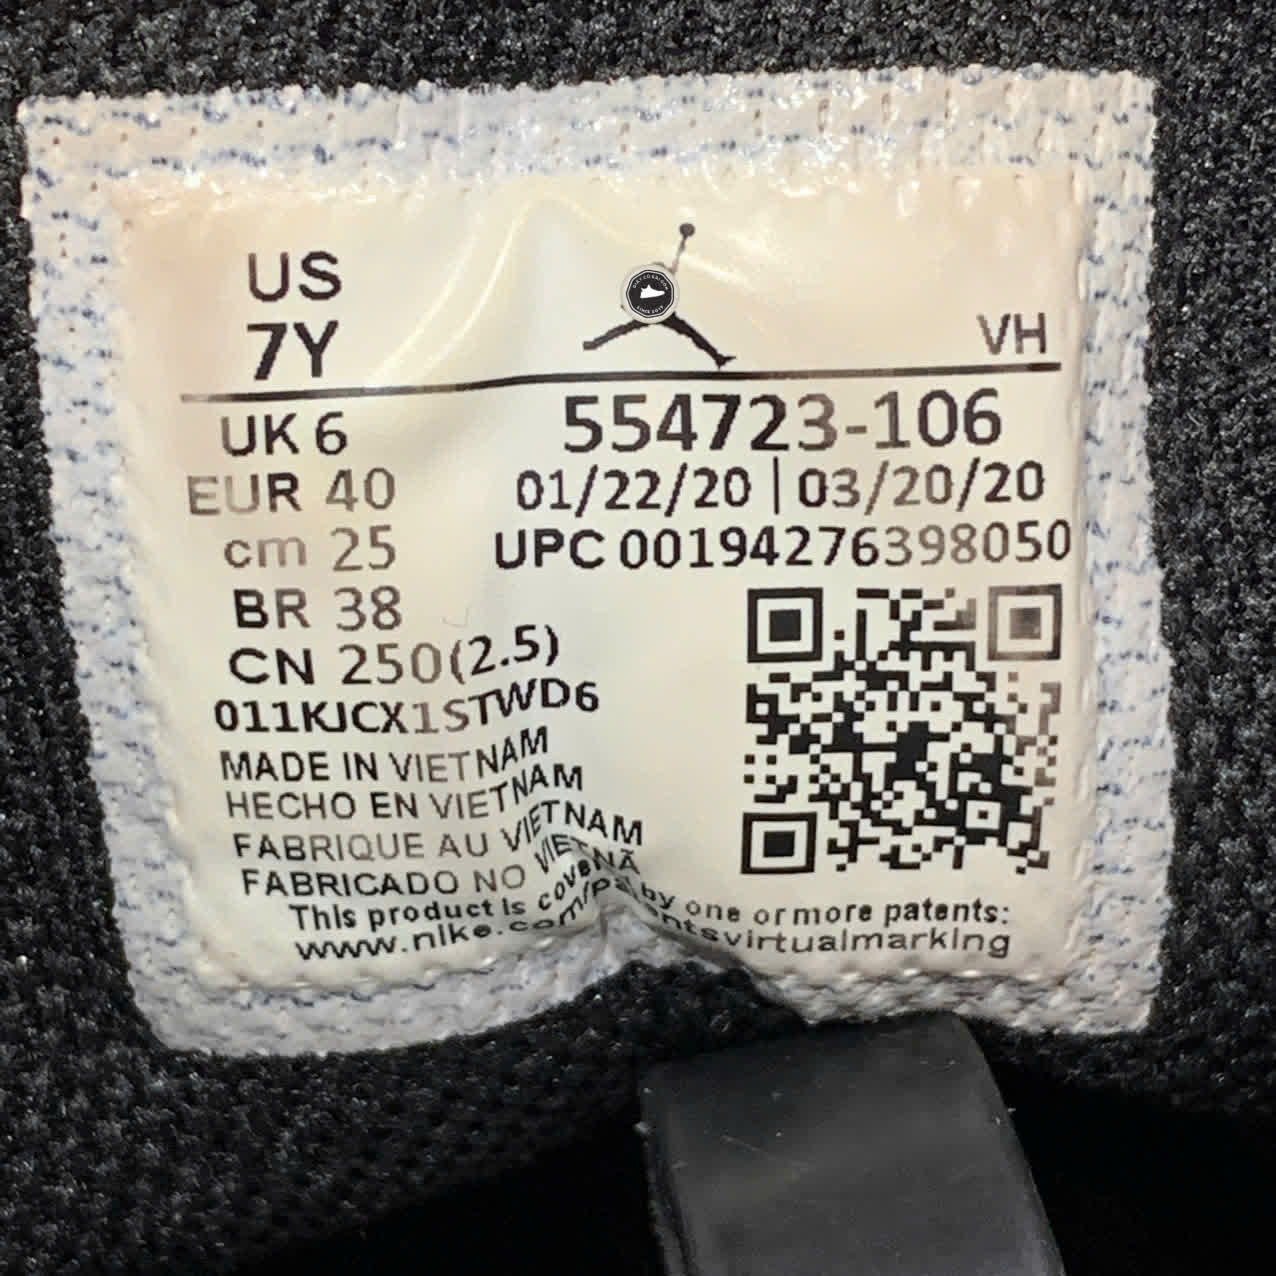 US
7Y
VH
UK 6
EUR 40
cm 25
BR 38
CN 250(2.5)
011KJCX1STWD6
554723-106
01/22/20 | 03/20/20
UPC 00194276398050
MADE IN VIETNAM
HECHO EN VIETNAM
FABRIQUE AU VIETNAM
FABRICADO NO VIETNÃ
This product is covered by one or more patents:
www.nike.com/patentsvirtualmarking
SINCE 2019